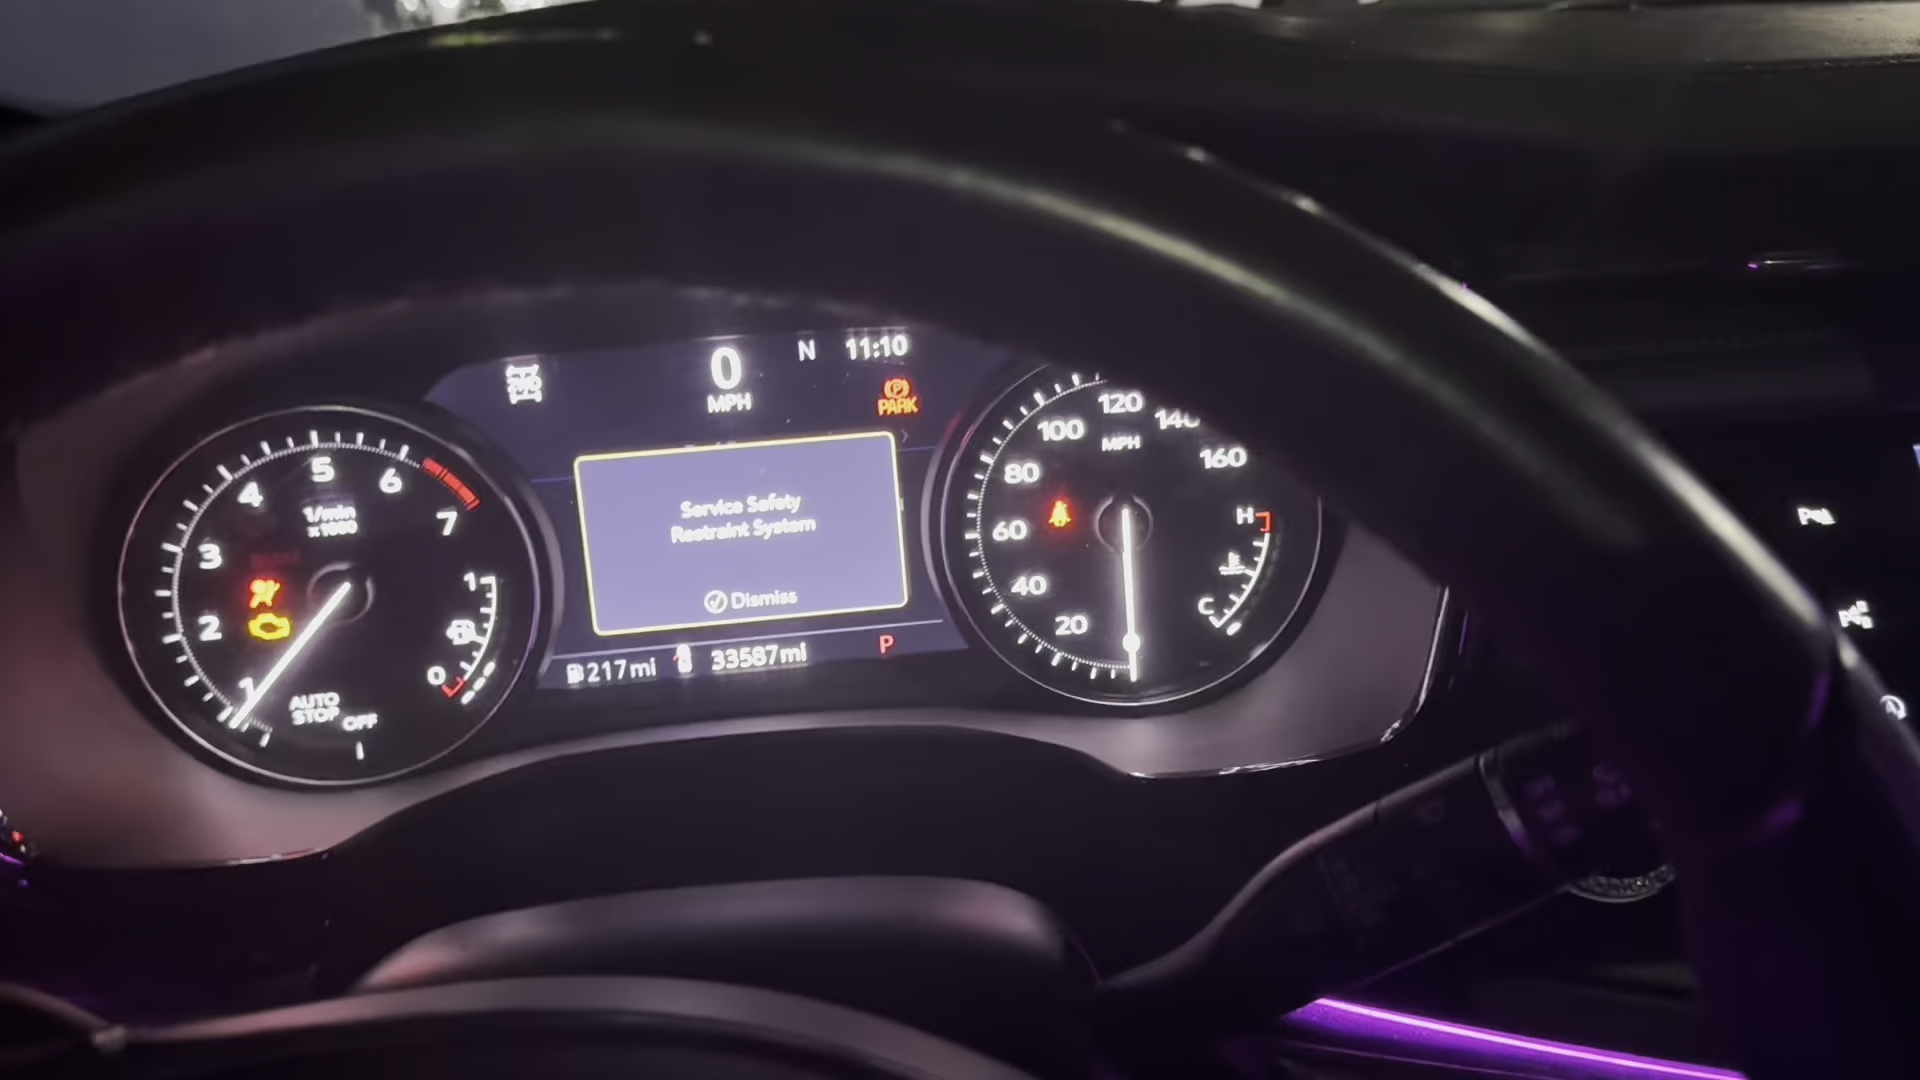 2WD
0
MPH
N
11:10
PARK
1/min
x1000
1
2
3
4
5
6
7
1
0
AUTO
STOP
OFF
Service Safety
Restraint System
Dismiss
217mi
33587mi
P
20
40
60
80
100
120
140
160
MPH
H
C